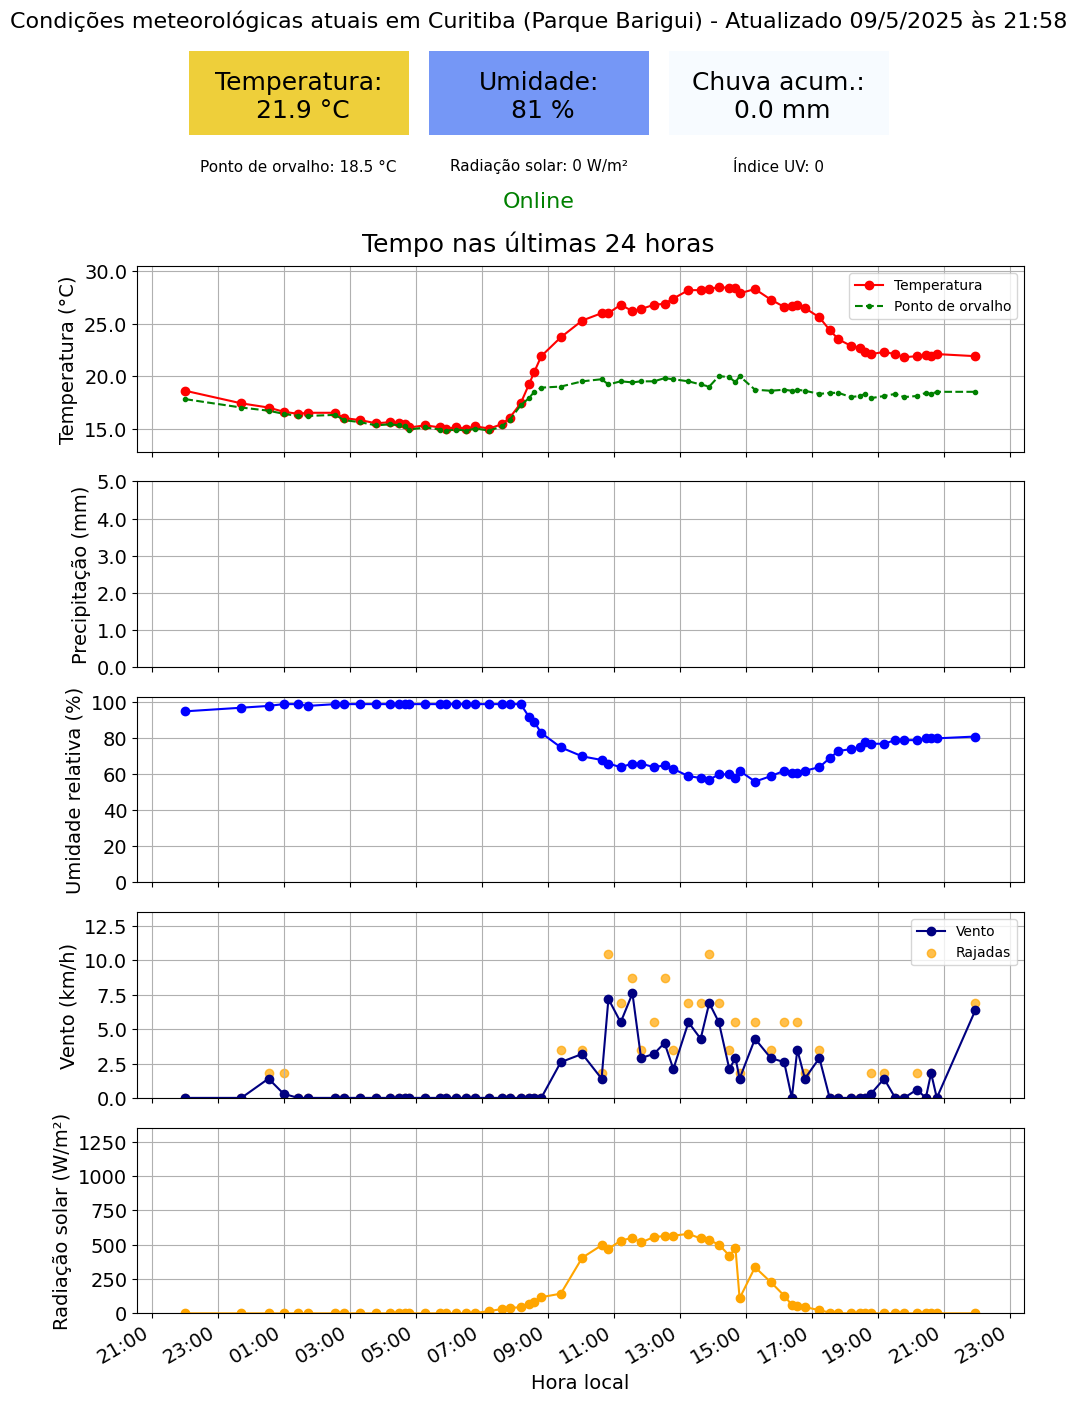 Condições meteorológicas atuais em Curitiba (Parque Barigui) - Atualizado 09/5/2025 às 21:58
Temperatura:
21.9 °C
Umidade:
81 %
Chuva acum.:
0.0 mm
Ponto de orvalho: 18.5 °C
Radiação solar: 0 W/m²
Índice UV: 0
Online
Tempo nas últimas 24 horas
Temperatura (°C)
30.0
25.0
20.0
15.0
Temperatura
Ponto de orvalho
Precipitação (mm)
5.0
4.0
3.0
2.0
1.0
0.0
Umidade relativa (%)
100
80
60
40
20
0
Vento (km/h)
12.5
10.0
7.5
5.0
2.5
0.0
Vento
Rajadas
Radiação solar (W/m²)
1250
1000
750
500
250
0
21:00
23:00
01:00
03:00
05:00
07:00
09:00
11:00
13:00
15:00
17:00
19:00
21:00
23:00
Hora local